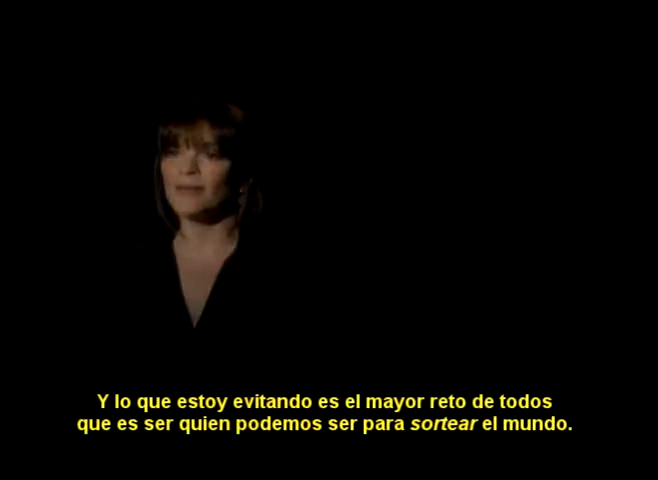 Y lo que estoy evitando es el mayor reto de todos
que es ser quien podemos ser para sortear el mundo.